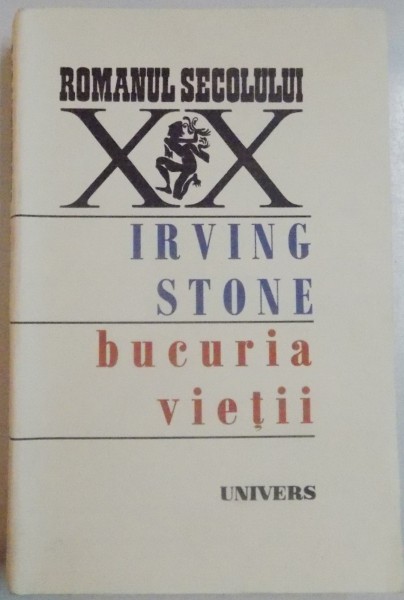 ROMANUL SECOLULUI
XX
IRVING
STONE
bucuria
vieții
UNIVERS